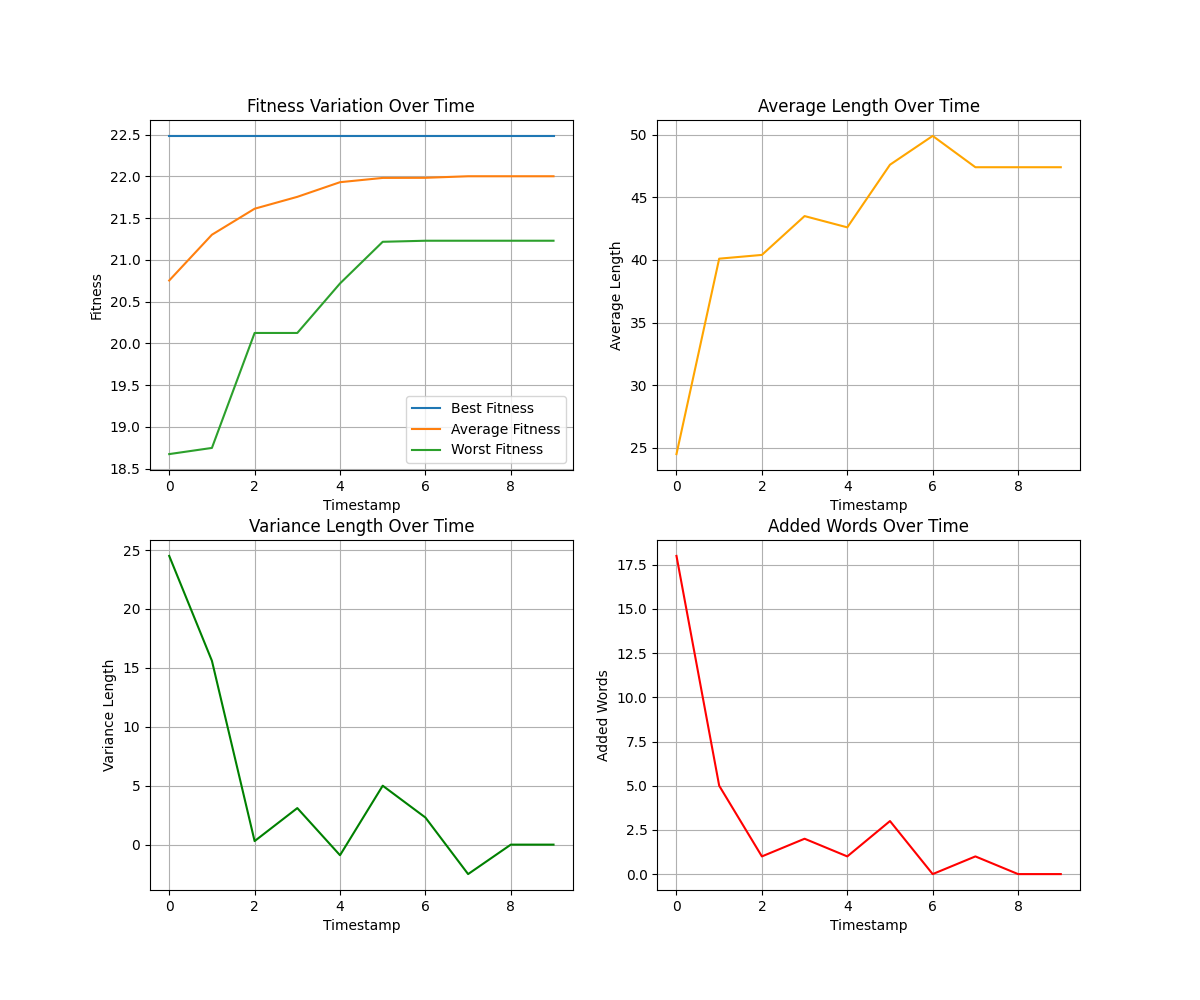 Fitness Variation Over Time
Fitness
22.5
22.0
21.5
21.0
20.5
20.0
19.5
19.0
18.5
0 2 4 6 8
Timestamp
Best Fitness
Average Fitness
Worst Fitness
Average Length Over Time
Average Length
50
45
40
35
30
25
0 2 4 6 8
Timestamp
Variance Length Over Time
Variance Length
25
20
15
10
5
0
0 2 4 6 8
Timestamp
Added Words Over Time
Added Words
17.5
15.0
12.5
10.0
7.5
5.0
2.5
0.0
0 2 4 6 8
Timestamp